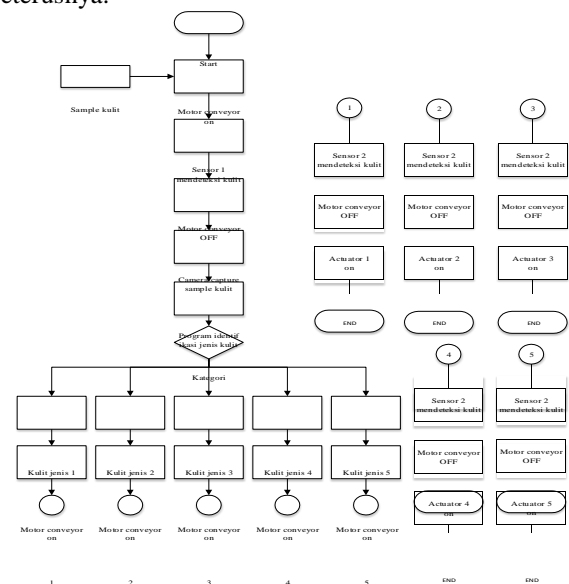 eterusnya.
Start
Sample kulit
Motor conveyor
on
Sensor 1
mendeteksi kulit
Motor conveyor
OFF
Camera capture
sample kulit
Program identif
ikasi jenis kulit
Kategori
Kulit jenis 1
Kulit jenis 2
Kulit jenis 3
Kulit jenis 4
Kulit jenis 5
Motor conveyor
on
Motor conveyor
on
Motor conveyor
on
Motor conveyor
on
Motor conveyor
on
1
2
3
4
5
1
Sensor 2
mendeteksi kulit
Motor conveyor
OFF
Actuator 1
on
END
2
Sensor 2
mendeteksi kulit
Motor conveyor
OFF
Actuator 2
on
END
3
Sensor 2
mendeteksi kulit
Motor conveyor
OFF
Actuator 3
on
END
4
Sensor 2
mendeteksi kulit
Motor conveyor
OFF
Actuator 4
on
END
5
Sensor 2
mendeteksi kulit
Motor conveyor
OFF
Actuator 5
on
END